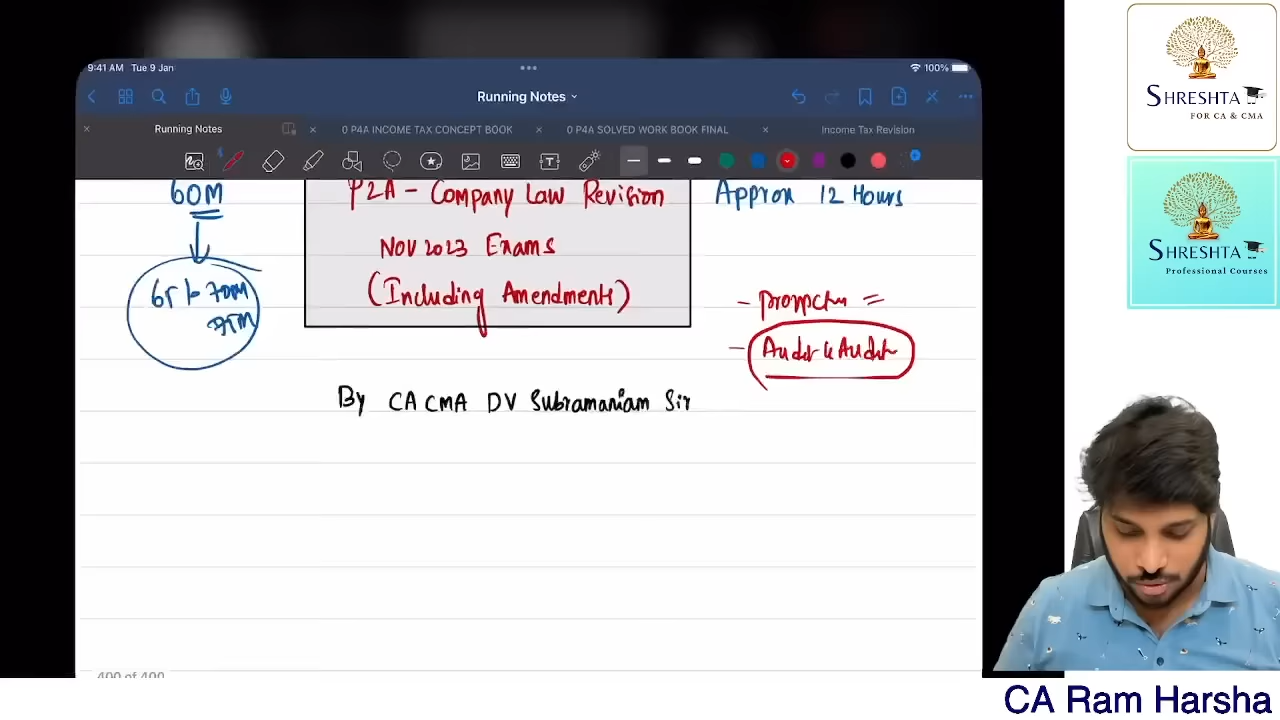 9:41 AM Tue 9 Jan
100%
Running Notes
Running Notes
0 P4A INCOME TAX CONCEPT BOOK
0 P4A SOLVED WORK BOOK FINAL
Income Tax Revision
60M
P2A - Company Law Revision
Approx 12 Hours
NOV 2023 Exams
(Including Amendments)
70M
By CA CMA DV Subramaniam Sir
400 of 400
SHRESHTA
FOR CA & CMA
SHRESHTA
Professional Courses
CA Ram Harsha